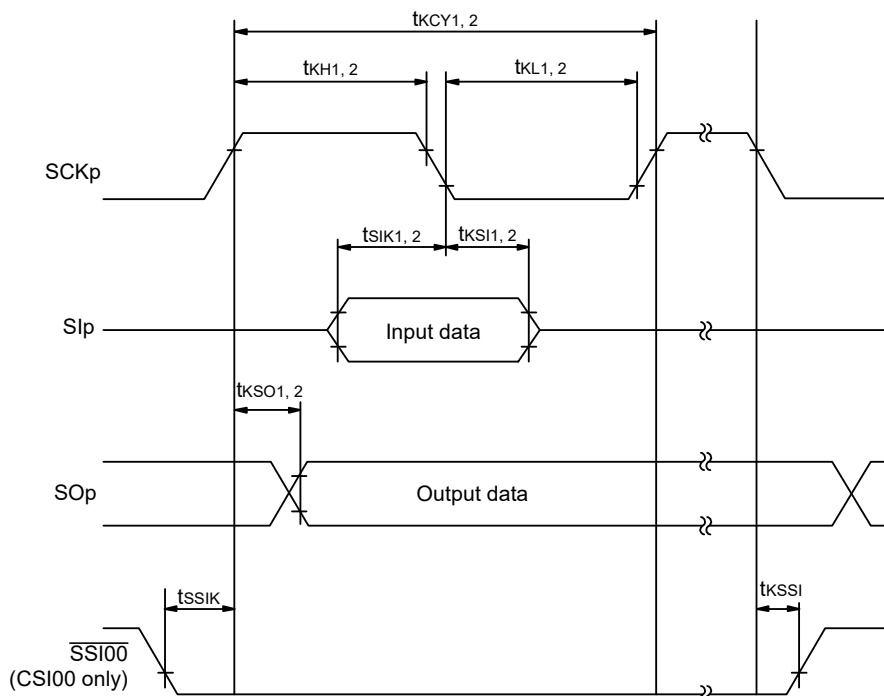 tKCY1, 2
tKH1, 2
tKL1, 2
SCKp
tSIK1, 2
tKSI1, 2
SIp
Input data
tKSO1, 2
SOp
Output data
tSSIK
tKSSI
SSI00
(CSI00 only)